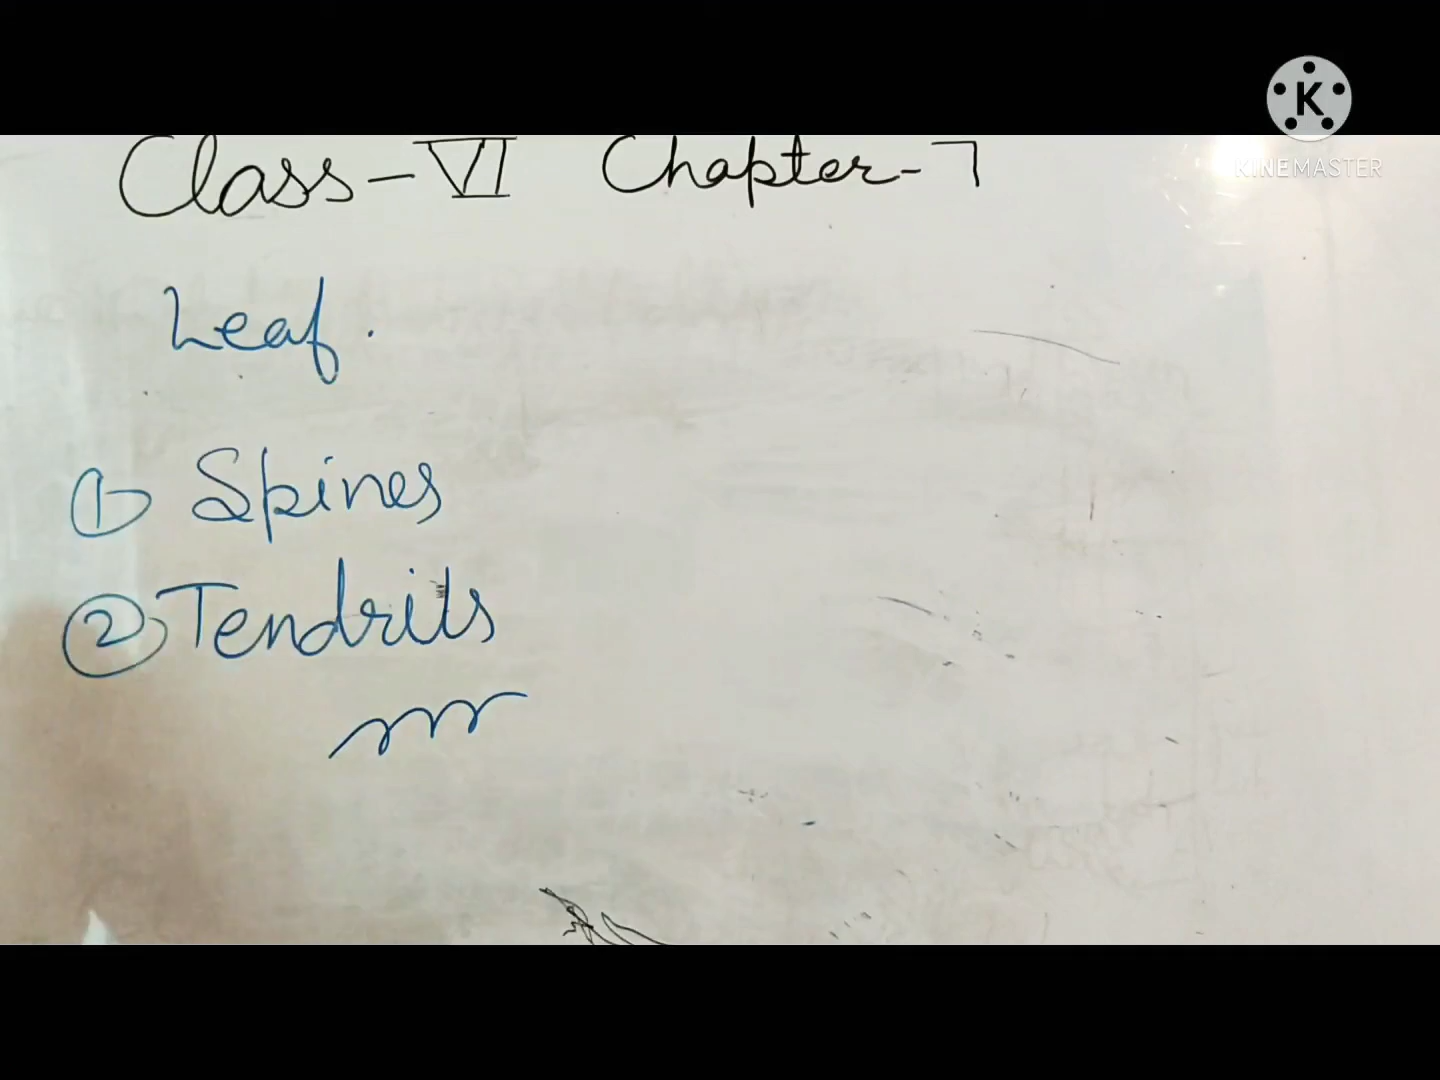 K
KINEMASTER
Class-VI Chapter-7
Leaf.
① Spines
② Tendrils